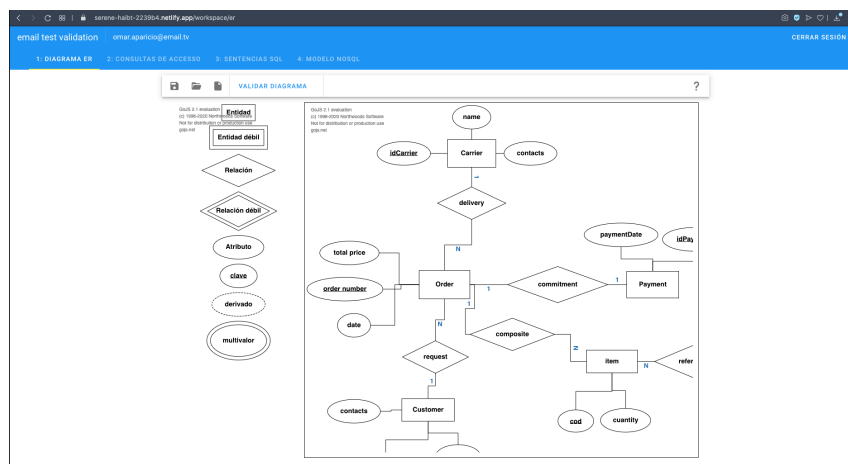 serene-haibt-2239b4.netlify.app/workspace/er
email test validation
omar.aparicio@email.tv
CERRAR SESIÓN
1: DIAGRAMA ER
2: CONSULTAS DE ACCESSO
3: SENTENCIAS SQL
4: MODELO NOSQL
VALIDAR DIAGRAMA
?
GoJS 2.1 evaluation
(c) 1998-2020 Northwoods Software
Not for distribution or production use
gojs.net
Entidad
Entidad débil
Relación
Relación débil
Atributo
clave
derivado
multivalor
GoJS 2.1 evaluation
(c) 1998-2020 Northwoods Software
Not for distribution or production use
gojs.net
name
idCarrier
Carrier
contacts
1
delivery
N
paymentDate
idPay
total price
order number
Order
1
commitment
1
Payment
date
N
1
composite
N
request
item
N
refer
1
contacts
Customer
cod
cuantity